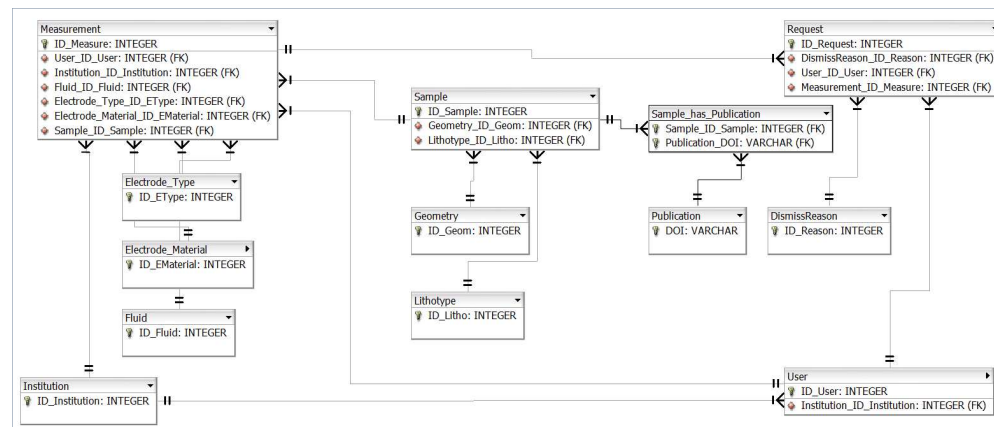 Measurement
ID_Measure: INTEGER
User_ID_User: INTEGER (FK)
Institution_ID_Institution: INTEGER (FK)
Fluid_ID_Fluid: INTEGER (FK)
Electrode_Type_ID_EType: INTEGER (FK)
Electrode_Material_ID_EMaterial: INTEGER (FK)
Sample_ID_Sample: INTEGER (FK)
Request
ID_Request: INTEGER
DismissReason_ID_Reason: INTEGER (FK)
User_ID_User: INTEGER (FK)
Measurement_ID_Measure: INTEGER (FK)
Sample
ID_Sample: INTEGER
Geometry_ID_Geom: INTEGER (FK)
Lithotype_ID_Litho: INTEGER (FK)
Sample_has_Publication
Sample_ID_Sample: INTEGER (FK)
Publication_DOI: VARCHAR (FK)
Electrode_Type
ID_EType: INTEGER
Geometry
ID_Geom: INTEGER
Publication
DOI: VARCHAR
DismissReason
ID_Reason: INTEGER
Electrode_Material
ID_EMaterial: INTEGER
Lithotype
ID_Litho: INTEGER
Fluid
ID_Fluid: INTEGER
Institution
ID_Institution: INTEGER
User
ID_User: INTEGER
Institution_ID_Institution: INTEGER (FK)